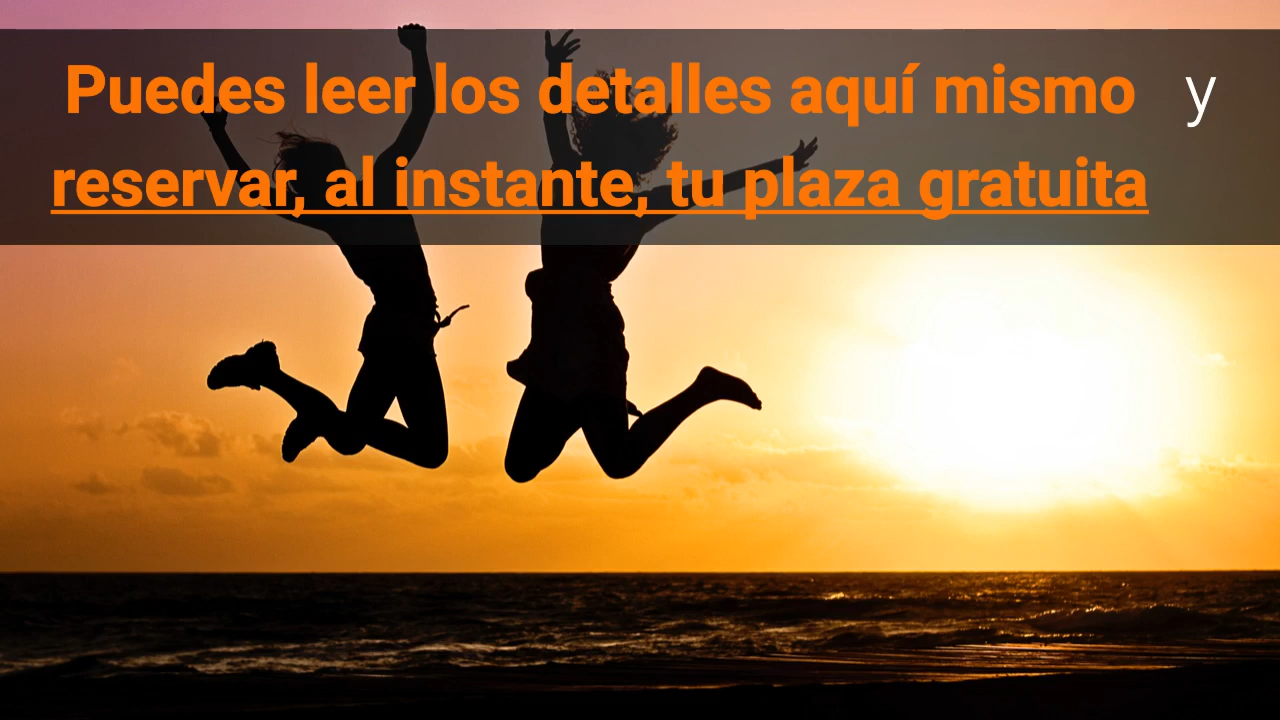 Puedes leer los detalles aquí mismo y
reservar, al instante, tu plaza gratuita